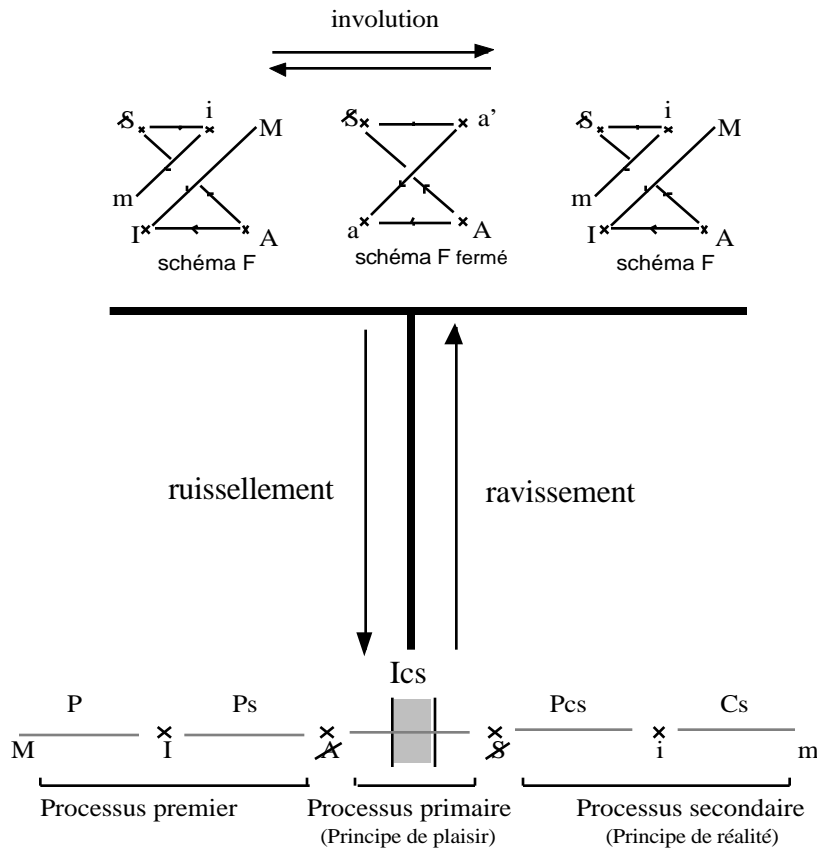 involution
S i M
m
I A
schéma F
S a’
a A
schéma F fermé
S i M
m
I A
schéma F
ruissellement
ravissement
Ics
P Ps Pcs Cs
M I A S i m
Processus premier
Processus primaire
(Principe de plaisir)
Processus secondaire
(Principe de réalité)